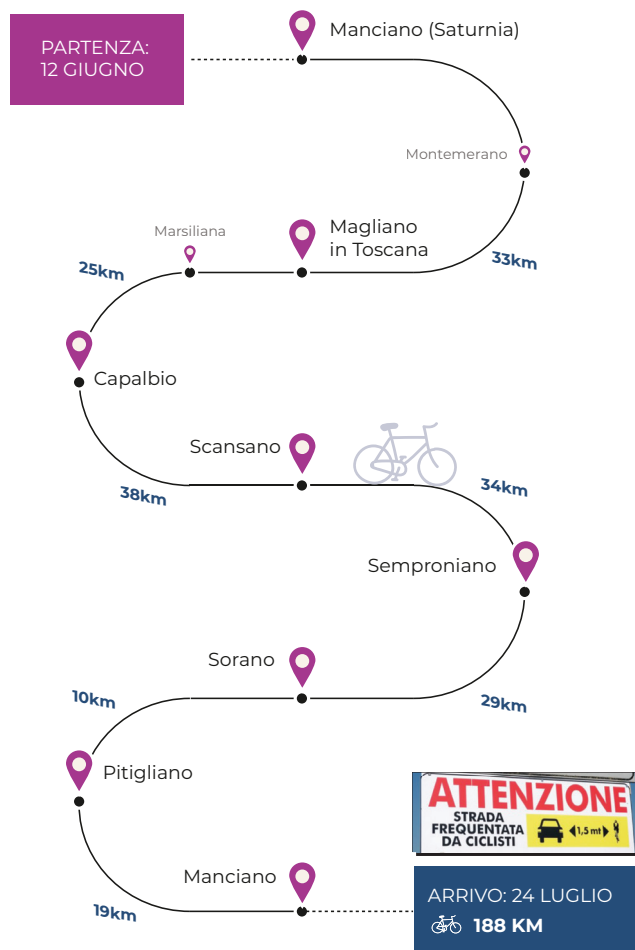 PARTENZA:
12 GIUGNO
Manciano (Saturnia)
Montemerano
33km
Magliano
in Toscana
Marsiliana
25km
Capalbio
38km
Scansano
34km
Semproniano
29km
Sorano
10km
Pitigliano
19km
Manciano
ATTENZIONE
STRADA
FREQUENTATA
DA CICLISTI
1,5 mt
ARRIVO: 24 LUGLIO
188 KM